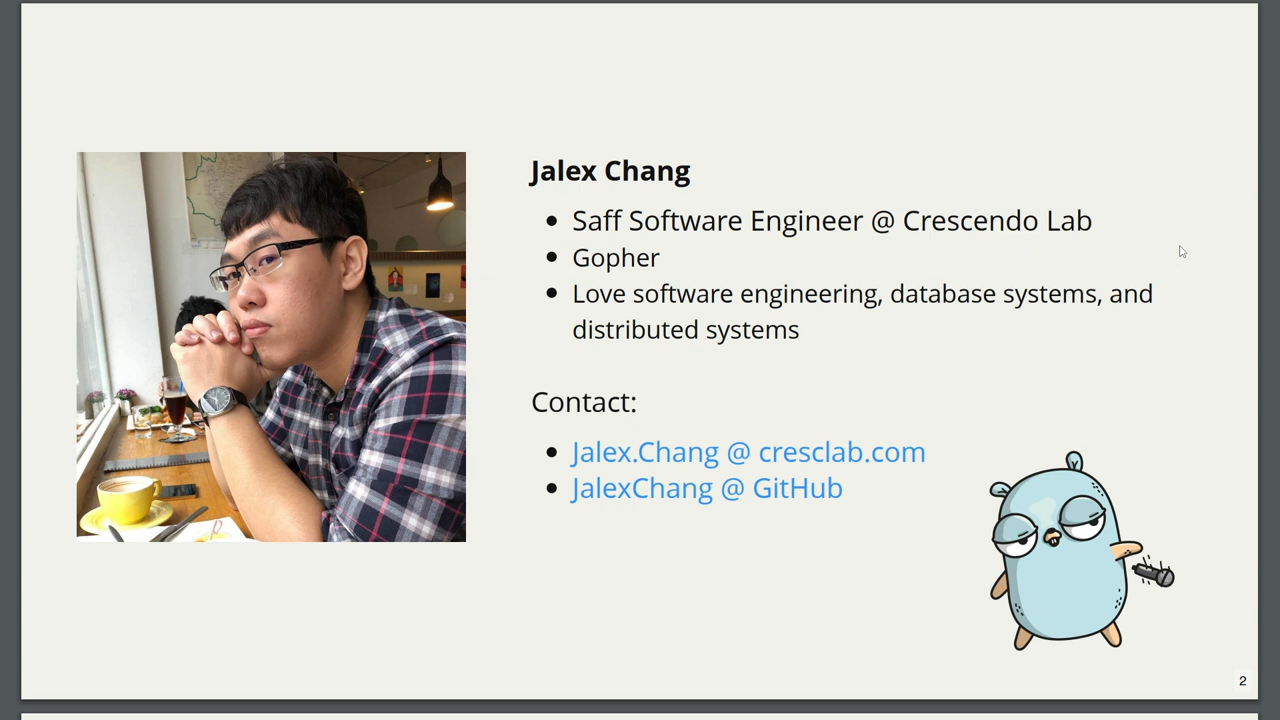 Jalex Chang
Saff Software Engineer @ Crescendo Lab
Gopher
Love software engineering, database systems, and
distributed systems
Contact:
Jalex.Chang @ cresclab.com
JalexChang @ GitHub
2